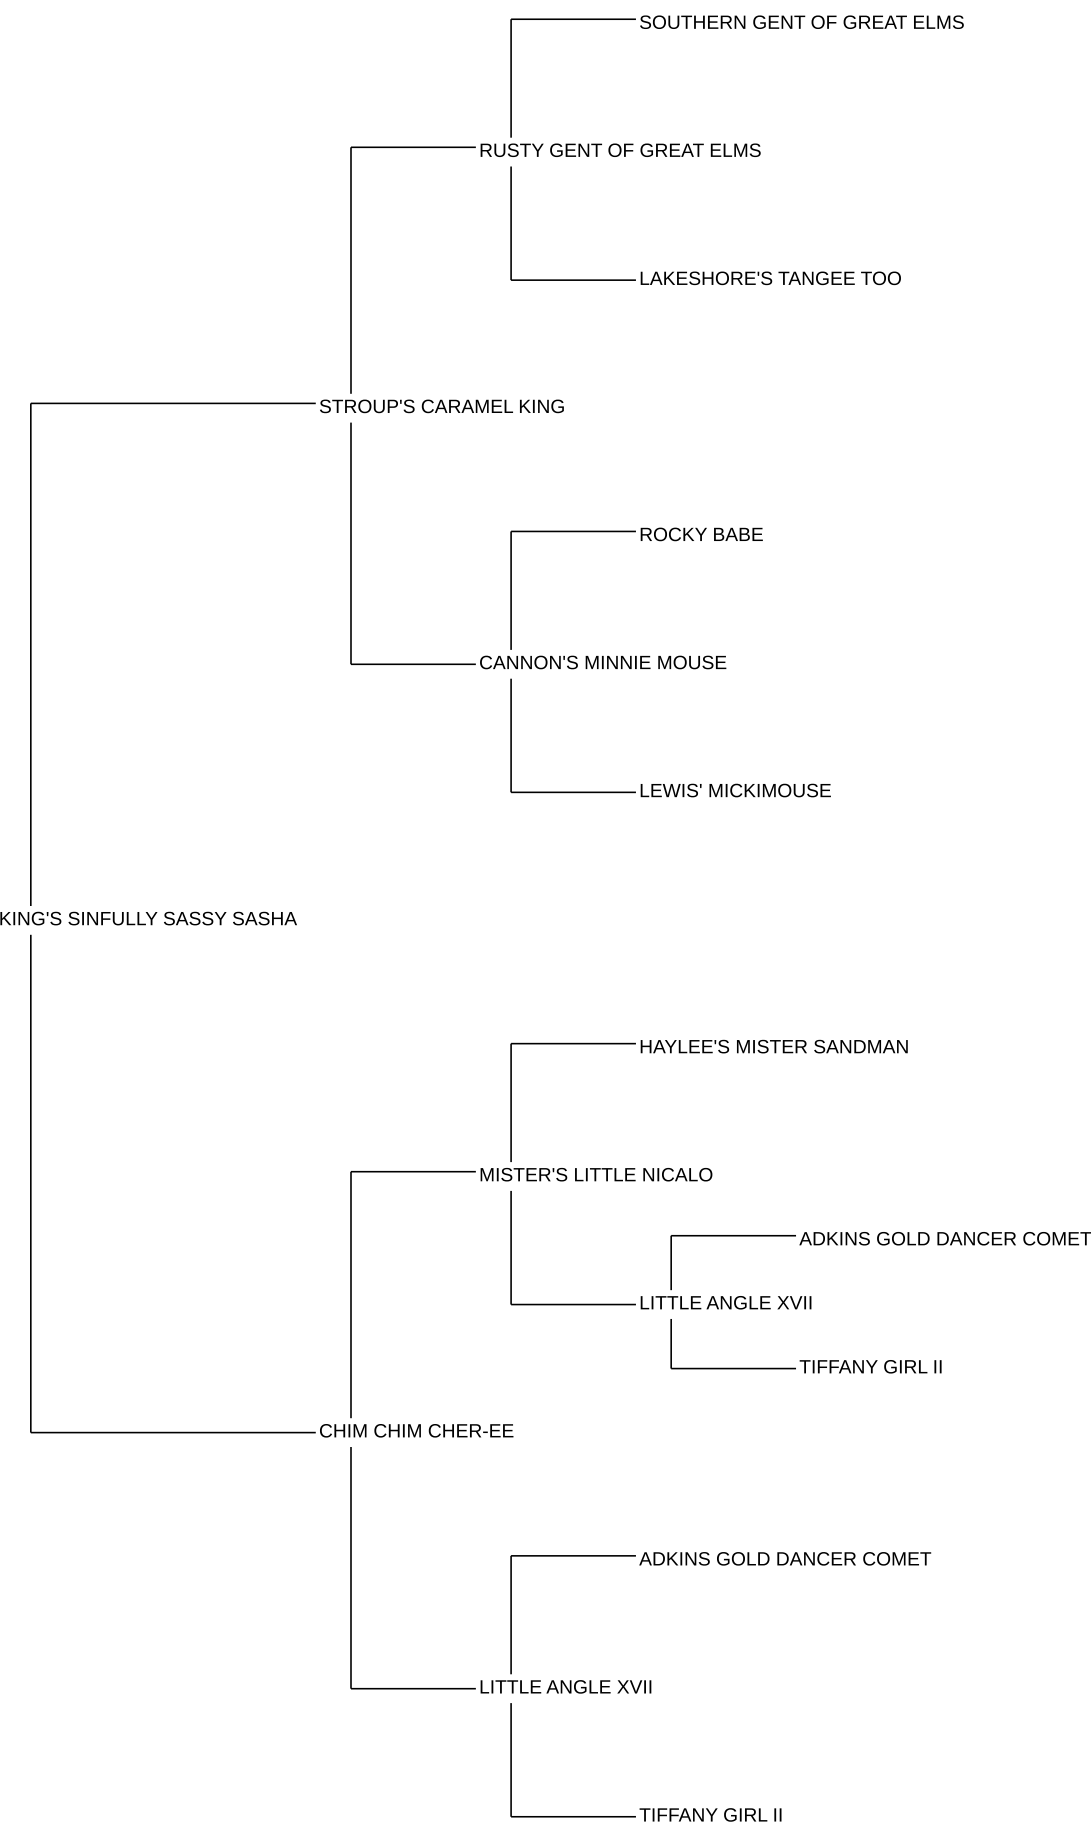 SOUTHERN GENT OF GREAT ELMS
RUSTY GENT OF GREAT ELMS
LAKESHORE'S TANGEE TOO
STROUP'S CARAMEL KING
ROCKY BABE
CANNON'S MINNIE MOUSE
LEWIS' MICKIMOUSE
KING'S SINFULLY SASSY SASHA
HAYLEE'S MISTER SANDMAN
MISTER'S LITTLE NICALO
ADKINS GOLD DANCER COMET
LITTLE ANGLE XVII
TIFFANY GIRL II
CHIM CHIM CHER-EE
ADKINS GOLD DANCER COMET
LITTLE ANGLE XVII
TIFFANY GIRL II